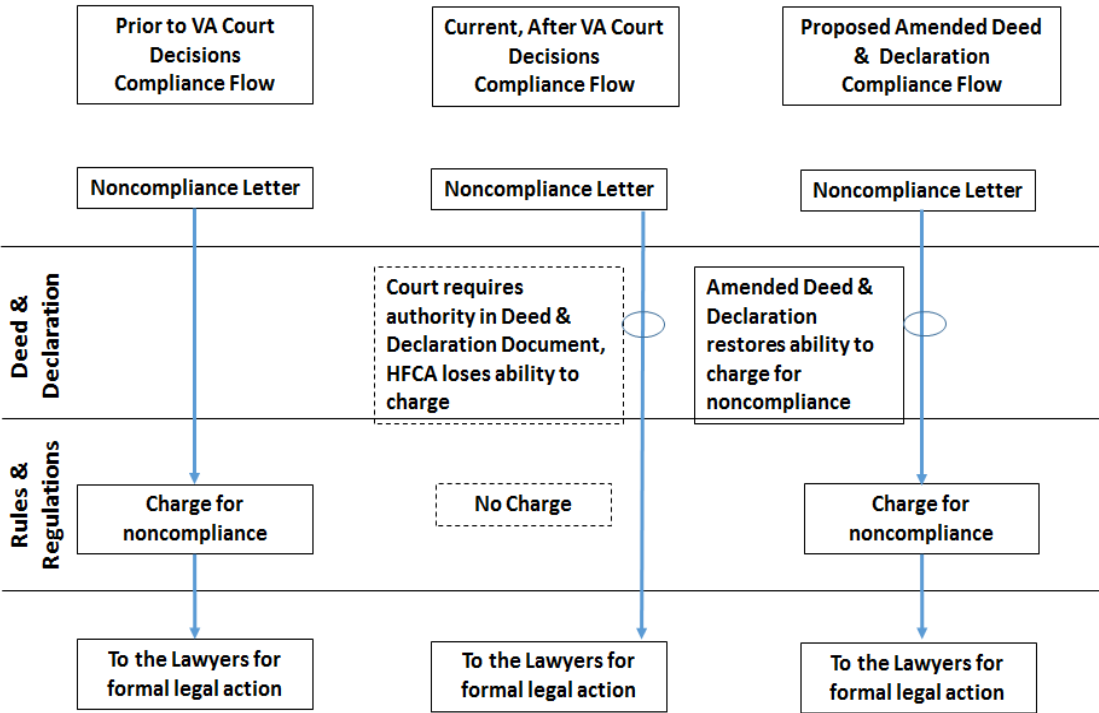 Prior to VA Court
Decisions
Compliance Flow
Current, After VA Court
Decisions
Compliance Flow
Proposed Amended Deed
& Declaration
Compliance Flow
Noncompliance Letter
Noncompliance Letter
Noncompliance Letter
Deed &
Declaration
Court requires
authority in Deed &
Declaration Document,
HFCA loses ability to
charge
Amended Deed &
Declaration
restores ability to
charge for
noncompliance
Rules &
Regulations
Charge for
noncompliance
No Charge
Charge for
noncompliance
To the Lawyers for
formal legal action
To the Lawyers for
formal legal action
To the Lawyers for
formal legal action